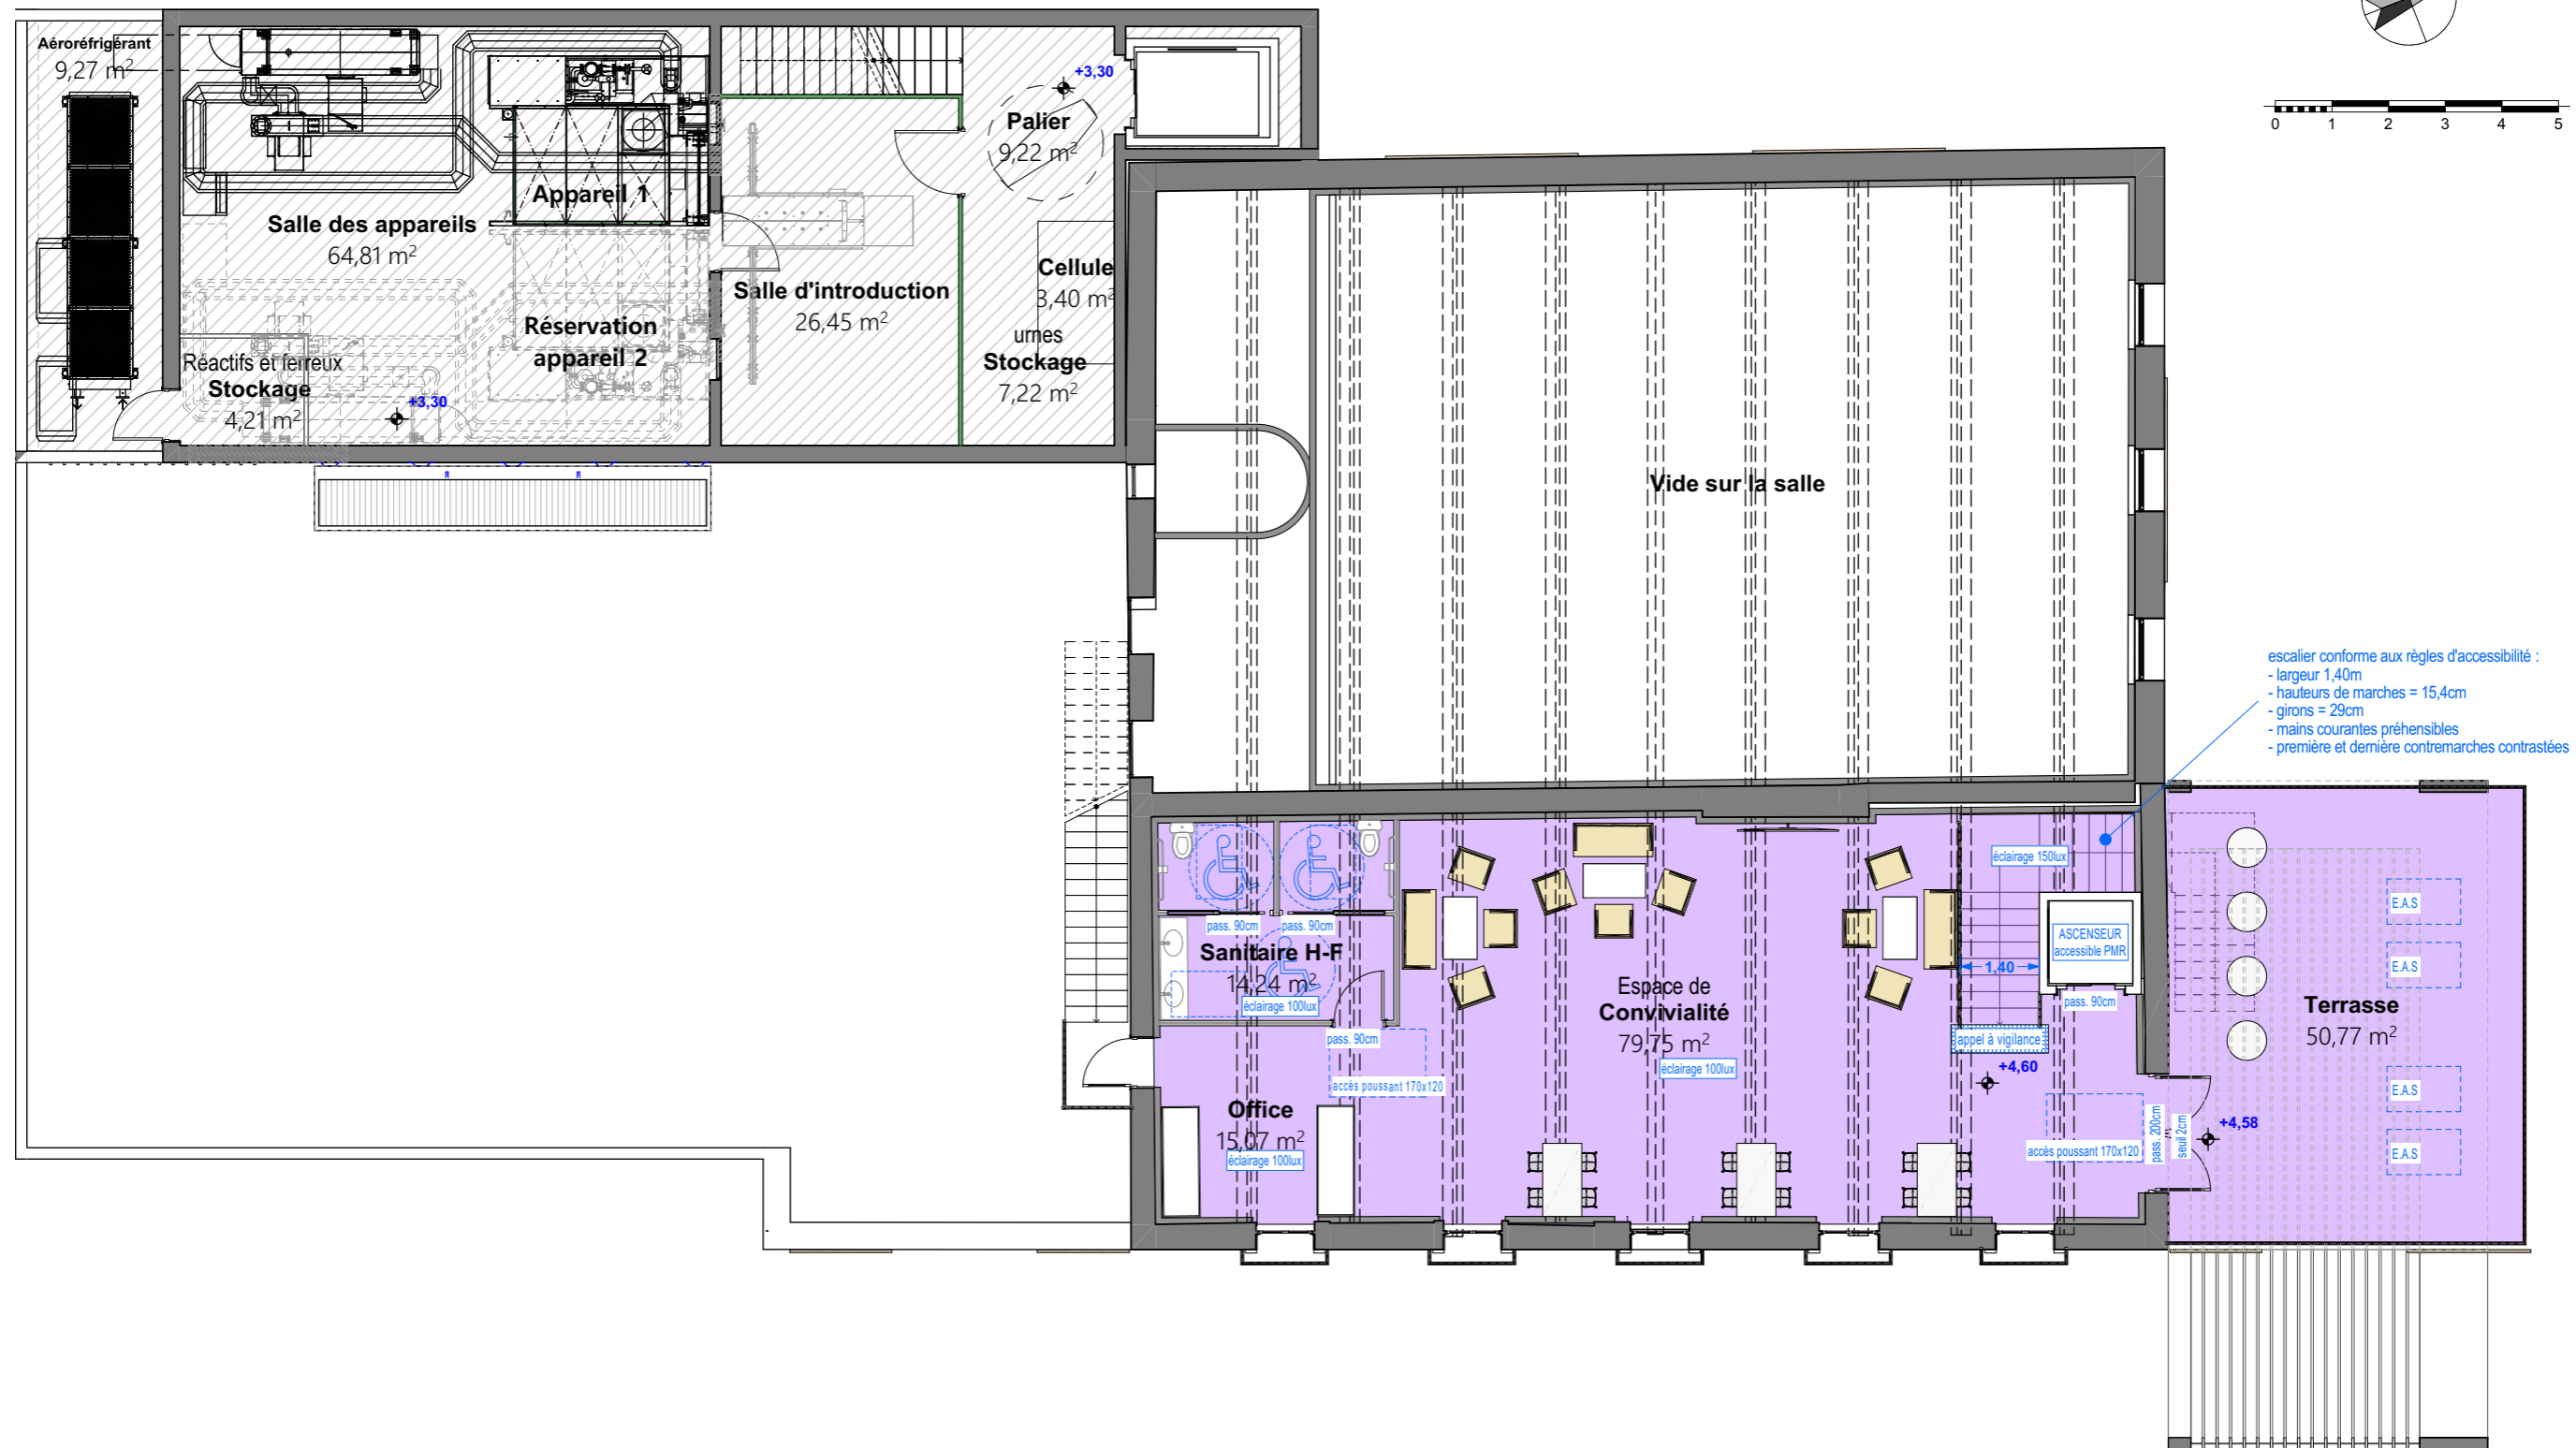 Aéroréfrigérant
9,27 m²
+3,30
Palier
9,22 m²
0 1 2 3 4 5
Appareil 1
Salle des appareils
64,81 m²
Cellule
3,40 m²
Salle d'introduction
26,45 m²
urnes
Stockage
7,22 m²
Réservation
appareil 2
Réactifs et ferreux
Stockage
4,21 m²
+3,30
Vide sur la salle
escalier conforme aux règles d'accessibilité :
- largeur 1,40m
- hauteurs de marches = 15,4cm
- girons = 29cm
- mains courantes préhensibles
- première et dernière contremarches contrastées
éclairage 150lux
pass. 90cm
pass. 90cm
Sanitaire H-F
14,24 m²
éclairage 100lux
pass. 90cm
accès poussant 170x120
Office
15,07 m²
éclairage 100lux
Espace de
Convivialité
79,75 m²
éclairage 100lux
ASCENSEUR
accessible PMR
1,40
pass. 90cm
appel à vigilance
+4,60
accès poussant 170x120
pass. 200cm
seuil 2cm
+4,58
Terrasse
50,77 m²
E.A.S
E.A.S
E.A.S
E.A.S